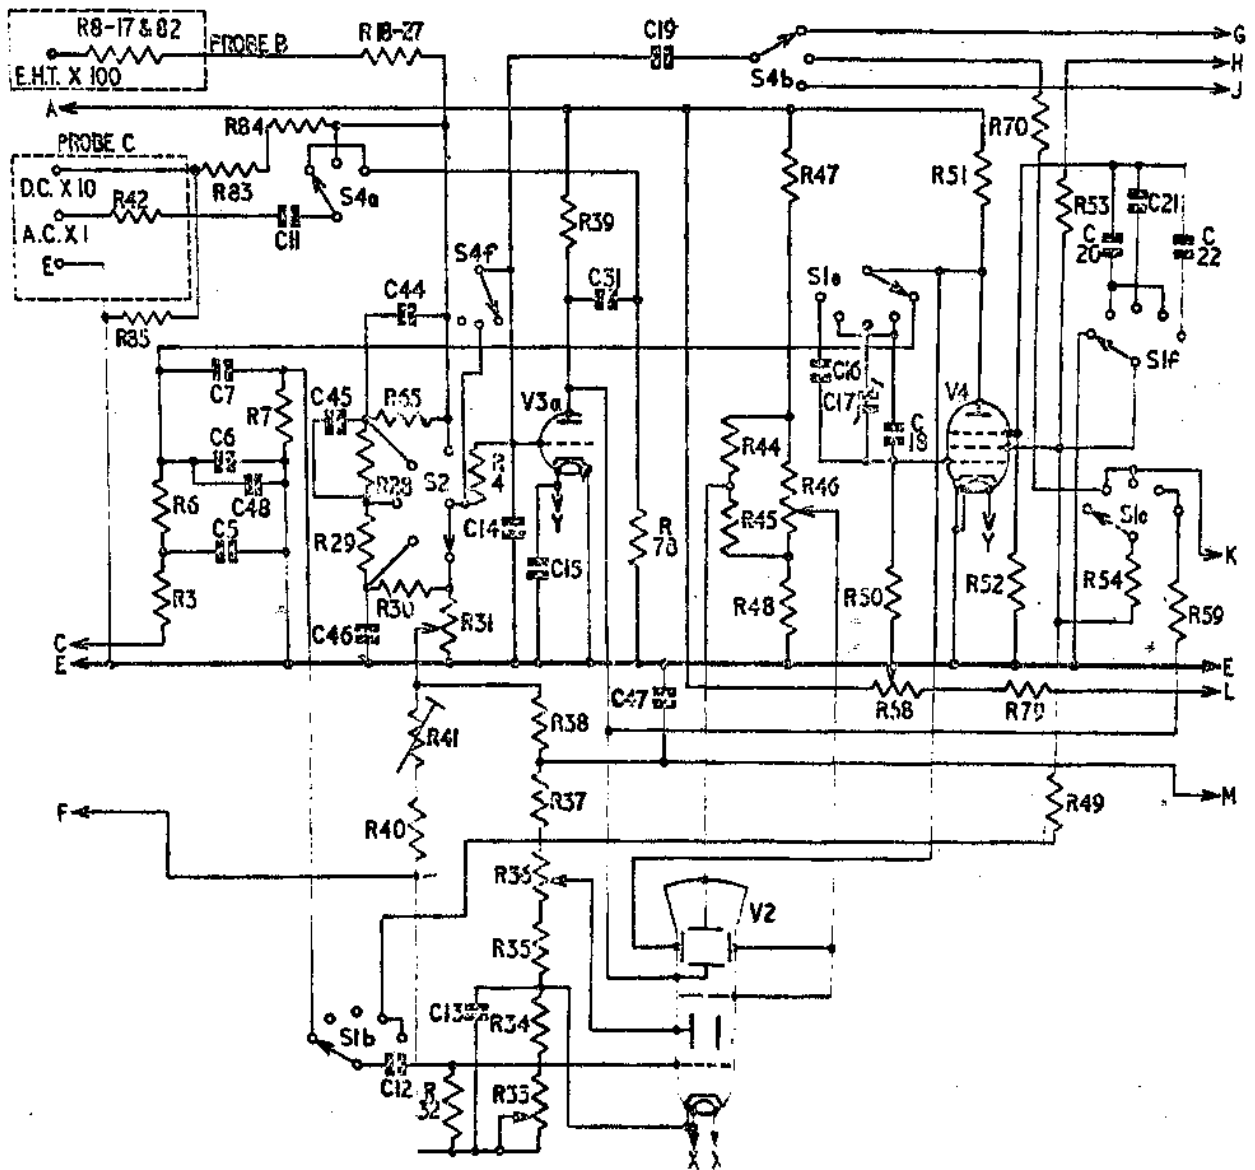 R8-17 & 82
PROBE B
R18-27
C19
G
E.H.T. X 100
S4b
H
J
A
R84
R70
PROBE C
R83
S4a
R47
R51
D.C. X 10
R42
R53
C21
A.C. X 1
C11
R39
C 20
C 22
E
S4f
C31
S1e
C44
R85
S1f
C7
C45
R65
V3a
C16
C17
V4
R7
C6
C 18
C48
R28
S2
R 4
R44
R46
R6
C5
C14
R 78
R45
S1c
R29
Y
Y
K
R3
R30
C15
R48
R50
R52
R54
R59
C
C46
R31
E
E
C47
R58
R79
L
R41
R38
F
R40
R37
R49
M
R36
V2
R35
C13
R34
S1b
C12
R 32
R33
X
X